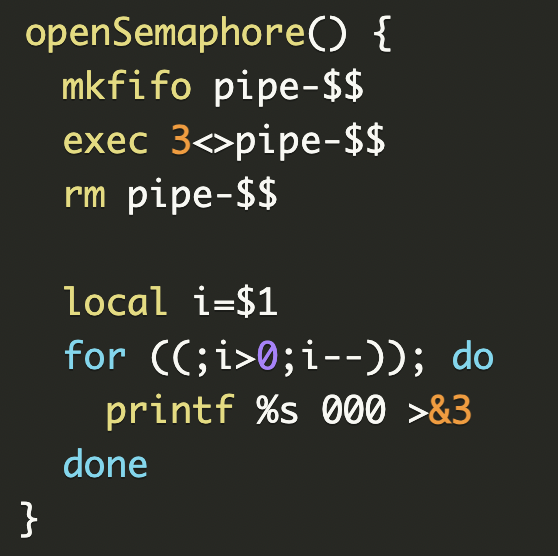 openSemaphore() {
  mkfifo pipe-$$
  exec 3<>pipe-$$
  rm pipe-$$

  local i=$1
  for ((;i>0;i--)); do
    printf %s 000 >&3
  done
}